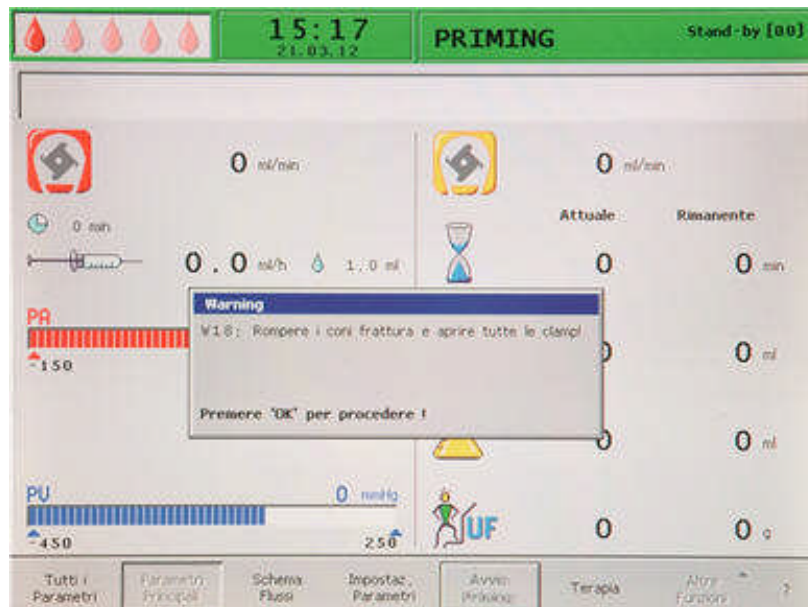 15:17
21.03.12
PRIMING
Stand-by [00]
0 ml/min
0 ml/min
0 min
Attuale
Rimanente
0.0 ml/h
1.0 ml
0
0 min
PA
-150
Warning
W18: Rompere i coni frattura e aprire tutte le clamp!
Premere "OK" per procedere !
0 ml
0
0 ml
PV
0 mmHg
-450
250
UF
0
0 g
Tutti i
Parametri
Parametri
Principali
Schema
Flussi
Impostaz.
Parametri
Avvio
Priming
Terapia
Altre
Funzioni
?